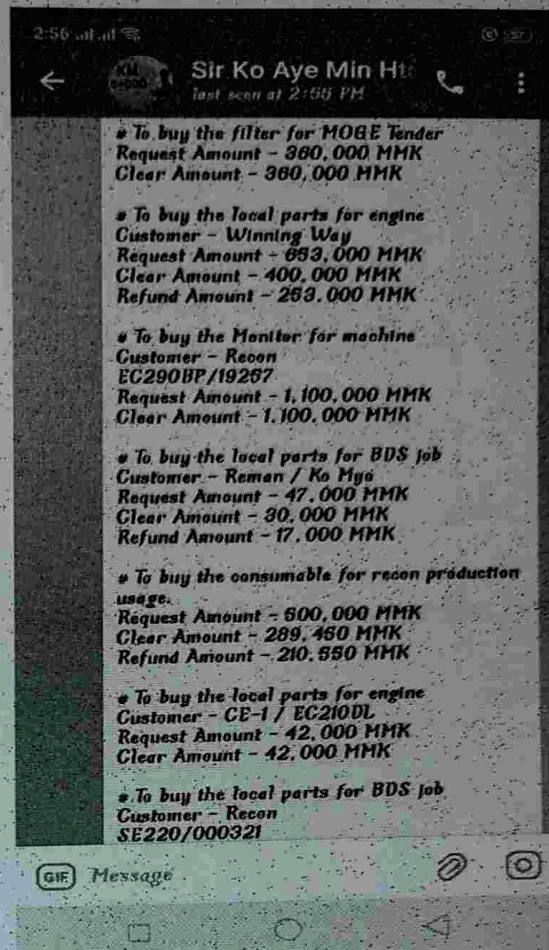 2:56
Sir Ko Aye Min Ht
last seen at 2:55 PM
# To buy the filter for MOGE Tender
Request Amount - 360,000 MMK
Clear Amount - 360,000 MMK
# To buy the local parts for engine
Customer - Winning Way
Request Amount - 653,000 MMK
Clear Amount - 400,000 MMK
Refund Amount - 253,000 MMK
# To buy the Monitor for machine
Customer - Recon
EC290BP/19257
Request Amount - 1,100,000 MMK
Clear Amount - 1,100,000 MMK
# To buy the local parts for BDS job
Customer - Reman / Ko Myo
Request Amount - 47,000 MMK
Clear Amount - 30,000 MMK
Refund Amount - 17,000 MMK
# To buy the consumable for recon production
usage.
Request Amount - 500,000 MMK
Clear Amount - 289,450 MMK
Refund Amount - 210,550 MMK
# To buy the local parts for engine
Customer - CE-1 / EC210DL
Request Amount - 42,000 MMK
Clear Amount - 42,000 MMK
# To buy the local parts for BDS job
Customer - Recon
SE220/000321
GIF Message